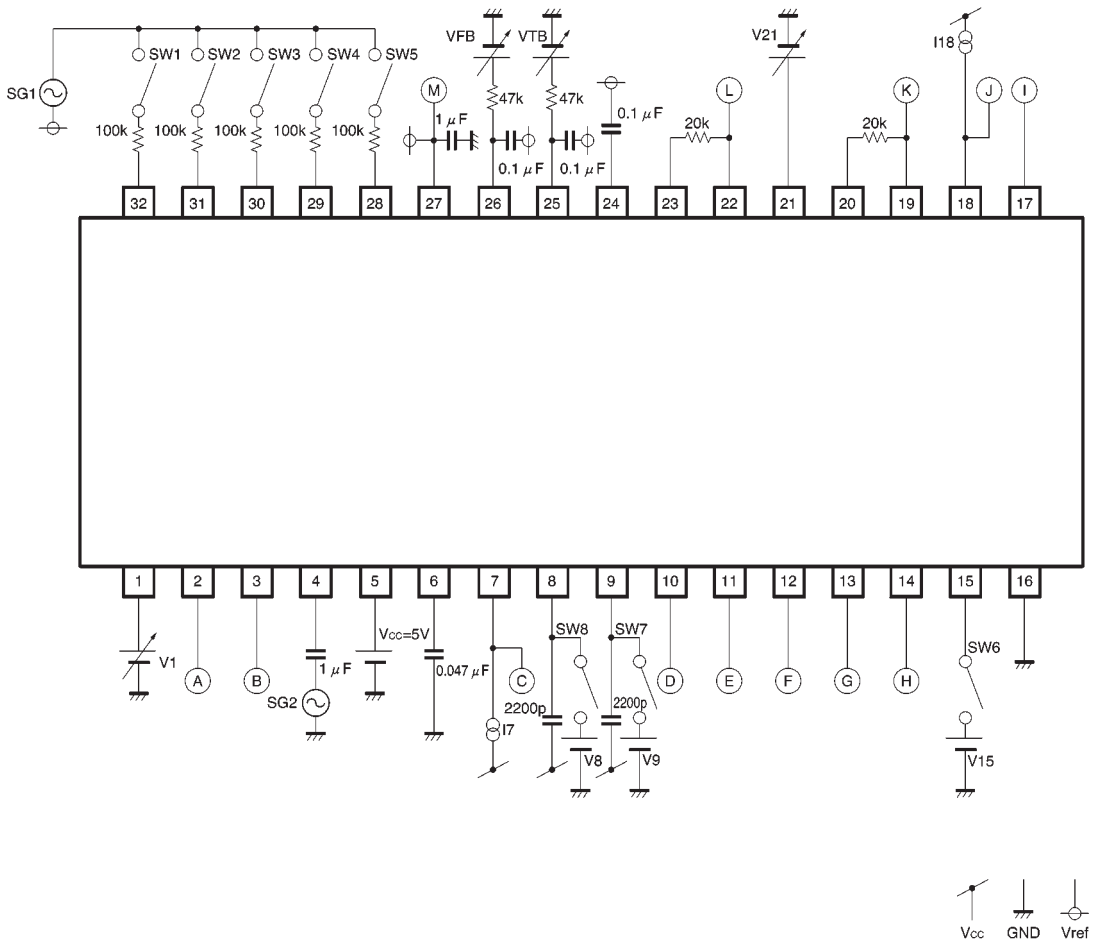 VFB VTB V21 I18
SW1 SW2 SW3 SW4 SW5
SG1
M L K J I
47k 47k
1 μF 0.1 μF
100k 100k 100k 100k 100k
20k 20k
0.1 μF 0.1 μF
32 31 30 29 28 27 26 25 24 23 22 21 20 19 18 17
1 2 3 4 5 6 7 8 9 10 11 12 13 14 15 16
Vcc=5V
SW8 SW7
SW6
V1
1 μF
0.047 μF
A B C D E F G H
SG2
2200p 2200p
I7
V8 V9 V15
Vcc GND Vref